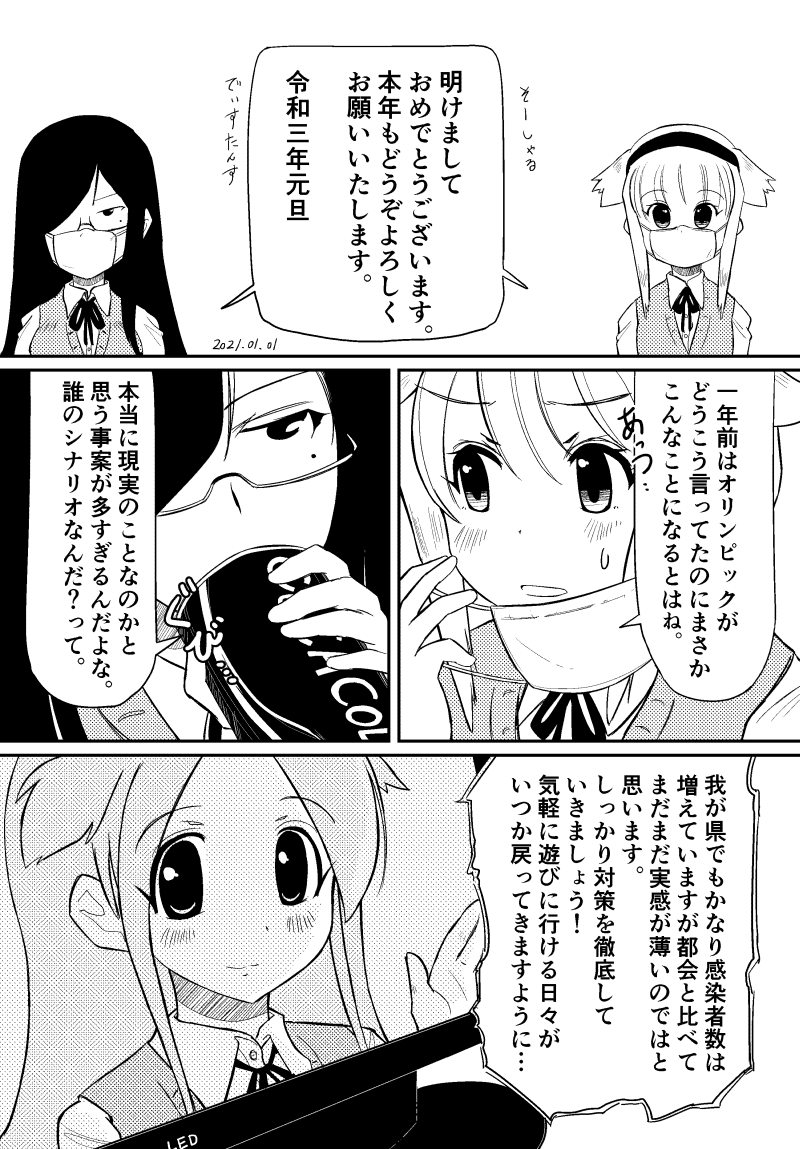 そーしゃる
明けまして
おめでとうございます。
本年もどうぞよろしく
お願いいたします。
令和三年元旦
でぃすたんす
2021.01.01
一年前はオリンピックが
どうこう言ってたのにまさか
こんなことになるとはね。
あっつ…
本当に現実のことなのかと
思う事案が多すぎるんだよな。
誰のシナリオなんだ？って。
ぐび…
我が県でもかなり感染者数は
増えていますが都会と比べて
まだまだ実感が薄いのではと
思います。
しっかり対策を徹底して
いきましょう！
気軽に遊びに行ける日々が
いつか戻ってきますように…
LED